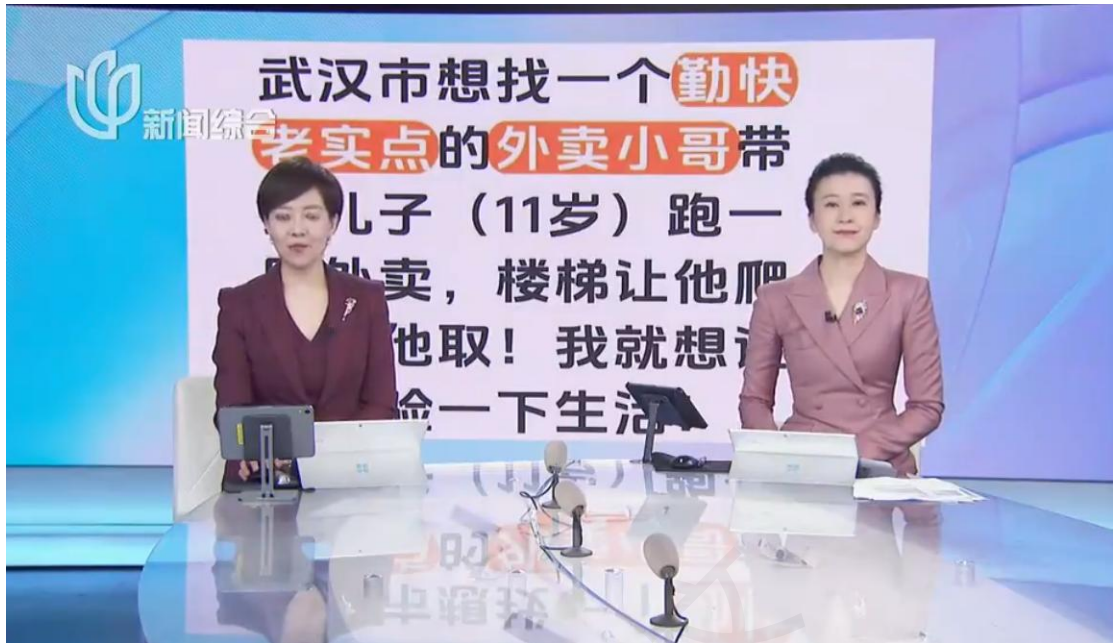 武汉市想找一个勤快
新闻综合
老实点的外卖小哥带
儿子（11岁）跑一
外卖，楼梯让他爬
他取！我就想
验一下生活